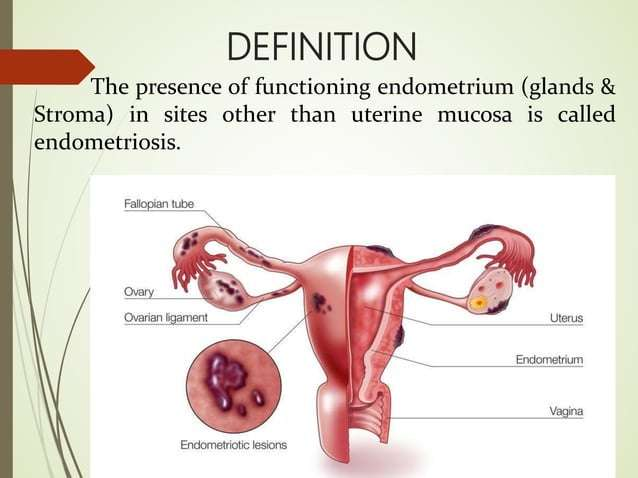 DEFINITION
The presence of functioning endometrium (glands &
Stroma) in sites other than uterine mucosa is called
endometriosis.
Fallopian tube
Ovary
Ovarian ligament
Uterus
Endometrium
Vagina
Endometriotic lesions